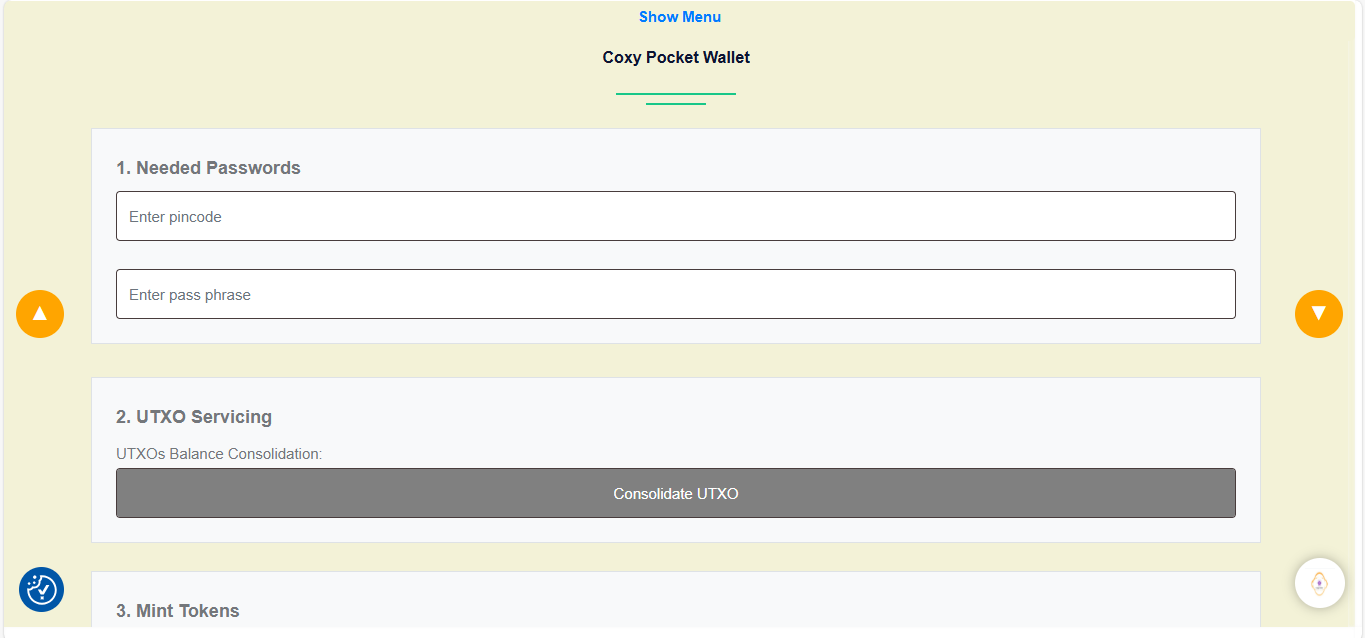 Show Menu
Coxy Pocket Wallet
1. Needed Passwords
Enter pincode
Enter pass phrase
▲
▼
2. UTXO Servicing
UTXOs Balance Consolidation:
Consolidate UTXO
3. Mint Tokens